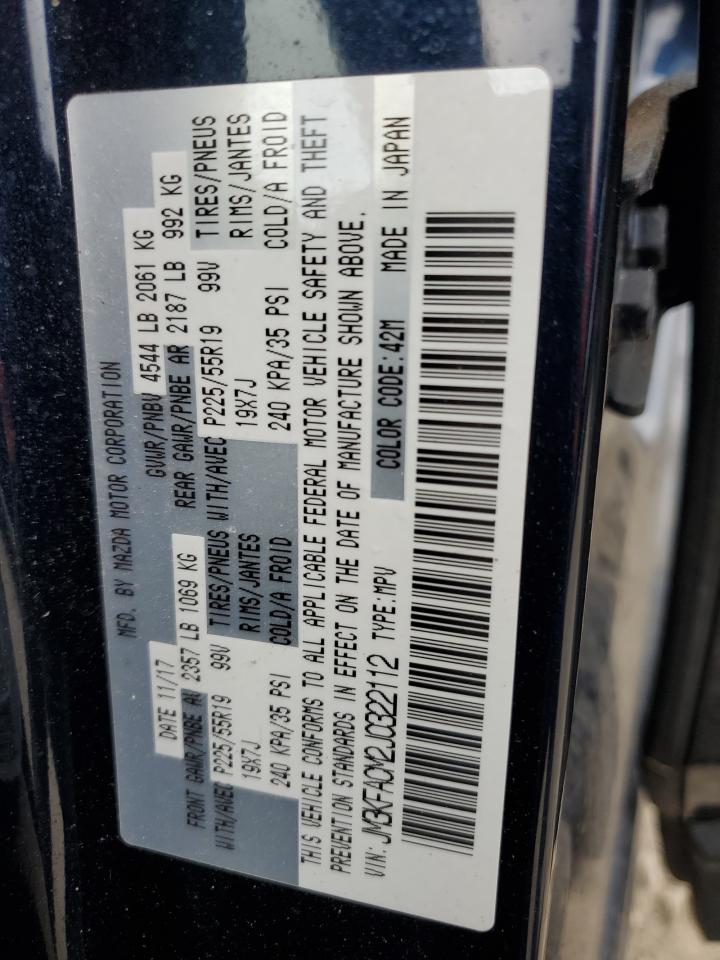 MFD. BY MAZDA MOTOR CORPORATION
DATE 11/17 GVWR/PNBV 4544 LB 2061 KG
FRONT GAWR/PNBE AV 2357 LB 1069 KG REAR GAWR/PNBE AR 2187 LB 992 KG
WITH/AVEC P225/55R19 99V TIRES/PNEUS WITH/AVEC P225/55R19 99V TIRES/PNEUS
19X7J RIMS/JANTES 19X7J RIMS/JANTES
240 KPA/35 PSI COLD/A FROID 240 KPA/35 PSI COLD/A FROID
THIS VEHICLE CONFORMS TO ALL APPLICABLE FEDERAL MOTOR VEHICLE SAFETY AND THEFT
PREVENTION STANDARDS IN EFFECT ON THE DATE OF MANUFACTURE SHOWN ABOVE.
VIN: JM3KFACM2J0322112 TYPE:MPV COLOR CODE:42M MADE IN JAPAN